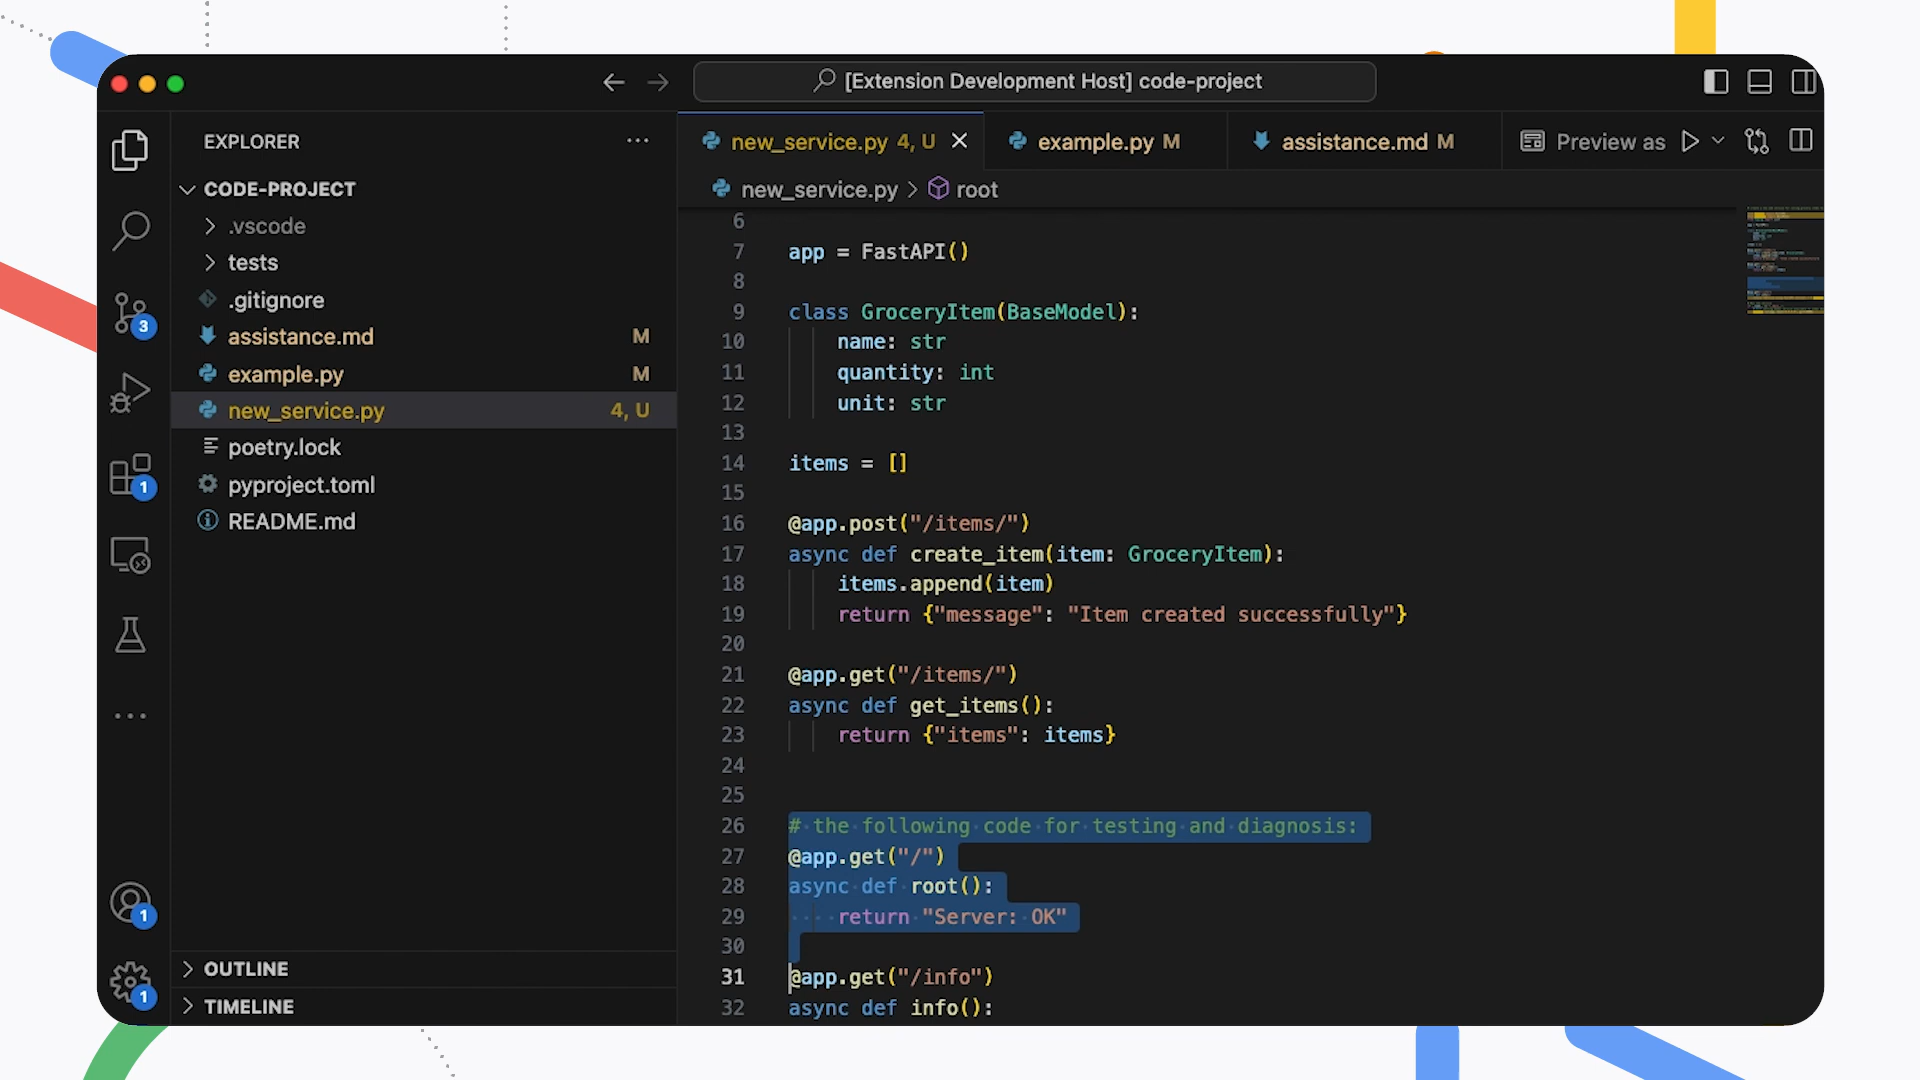 [Extension Development Host] code-project
EXPLORER
CODE-PROJECT
.vscode
tests
.gitignore
assistance.md M
example.py M
new_service.py 4, U
poetry.lock
pyproject.toml
README.md
OUTLINE
TIMELINE
3
1
1
1
new_service.py 4, U
example.py M
assistance.md M
Preview as
new_service.py > root
6
7 app = FastAPI()
8
9 class GroceryItem(BaseModel):
10     name: str
11     quantity: int
12     unit: str
13
14 items = []
15
16 @app.post("/items/")
17 async def create_item(item: GroceryItem):
18     items.append(item)
19     return {"message": "Item created successfully"}
20
21 @app.get("/items/")
22 async def get_items():
23     return {"items": items}
24
25
26 # the following code for testing and diagnosis:
27 @app.get("/")
28 async def root():
29     return "Server: OK"
30
31 @app.get("/info")
32 async def info():